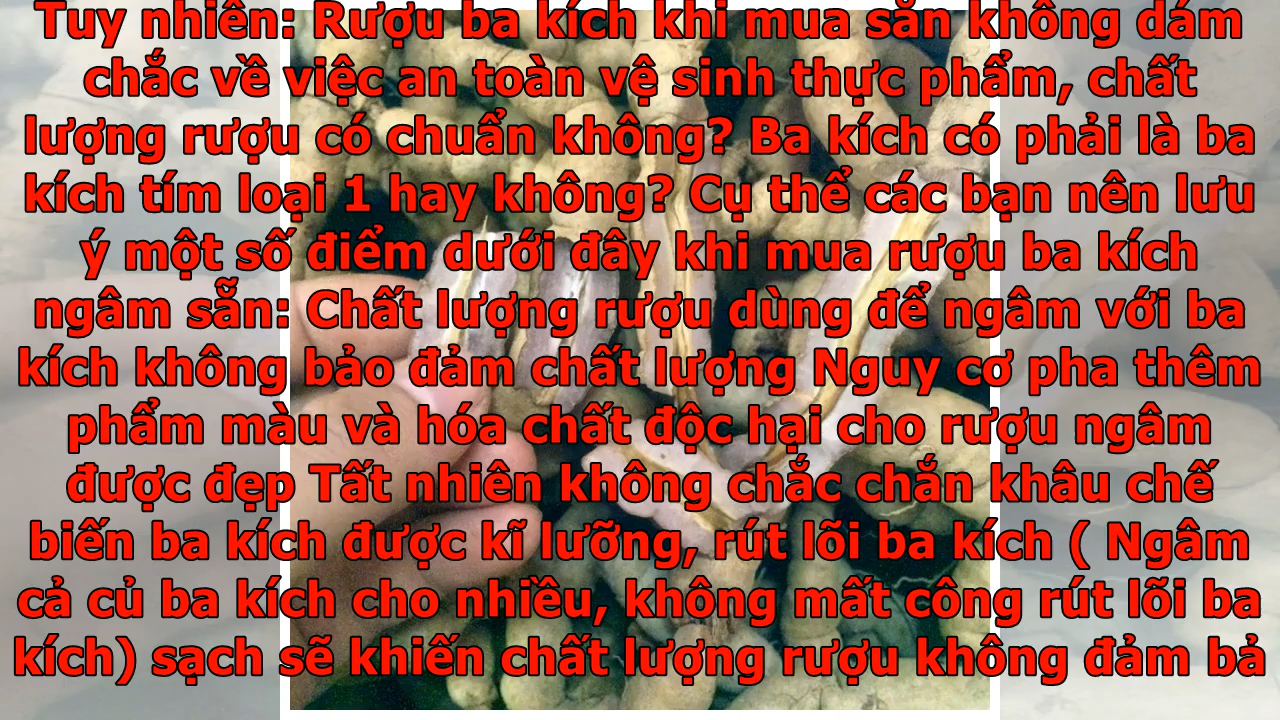 Tuy nhiên: Rượu ba kích khi mua sẵn không dám
chắc về việc an toàn vệ sinh thực phẩm, chất
lượng rượu có chuẩn không? Ba kích có phải là ba
kích tím loại 1 hay không? Cụ thể các bạn nên lưu
ý một số điểm dưới đây khi mua rượu ba kích
ngâm sẵn: Chất lượng rượu dùng để ngâm với ba
kích không bảo đảm chất lượng Nguy cơ pha thêm
phẩm màu và hóa chất độc hại cho rượu ngâm
được đẹp Tất nhiên không chắc chắn khâu chế
biến ba kích được kĩ lưỡng, rút lõi ba kích ( Ngâm
cả củ ba kích cho nhiều, không mất công rút lõi ba
kích) sạch sẽ khiến chất lượng rượu không đảm bả